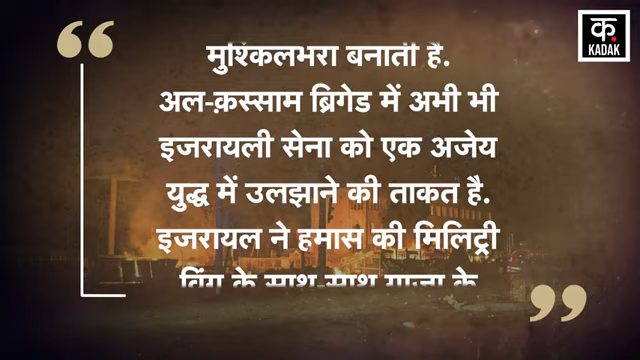 मुश्किलभरा बनाती है.
अल-क़स्साम ब्रिगेड में अभी भी
इजरायली सेना को एक अजेय
युद्ध में उलझाने की ताकत है.
इजरायल ने हमास की मिलिट्री
विंग के साथ-साथ गाज़ा के
क
KADAK